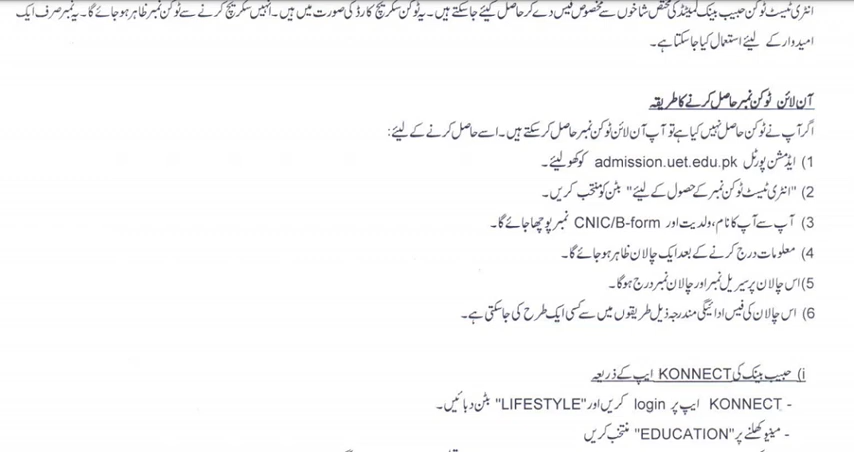 انٹری ٹیسٹ ٹوکن حبیب بینک لمیٹڈ کی مختص شاخوں سے مخصوص فیس دے کر حاصل کیئے جاسکتے ہیں۔ یہ ٹوکن سکریچ کارڈ کی صورت میں ہیں۔ انہیں سکریچ کرنے سے ٹوکن نمبر ظاہر ہو جائے گا۔ یہ نمبر صرف ایک
امیدوار کے لیئے استعمال کیا جاسکتا ہے۔
آن لائن ٹوکن نمبر حاصل کرنے کا طریقہ
اگر آپ نے ٹوکن حاصل نہیں کیا ہے تو آپ آن لائن ٹوکن نمبر حاصل کر سکتے ہیں۔ اسے حاصل کرنے کے لیئے:
1) ایڈمشن پورٹل admission.uet.edu.pk کو کھولیئے۔
2) "انٹری ٹیسٹ ٹوکن نمبر کے حصول کے لیئے" بٹن کو منتخب کریں۔
3) آپ سے آپ کا نام، ولدیت اور CNIC/B-form نمبر پوچھا جائے گا۔
4) معلومات درج کرنے کے بعد ایک چالان ظاہر ہو جائے گا۔
5) اس چالان پر سیریل نمبر اور چالان نمبر درج ہوگا۔
6) اس چالان کی فیس ادائیگی مندرجہ ذیل طریقوں میں سے کسی ایک طرح کی جاسکتی ہے۔
i) حبیب بینک کی KONNECT ایپ کے ذریعہ
- KONNECT ایپ پر login کریں اور "LIFESTYLE" بٹن دبائیں۔
- مینیو کھلنے پر "EDUCATION" منتخب کریں